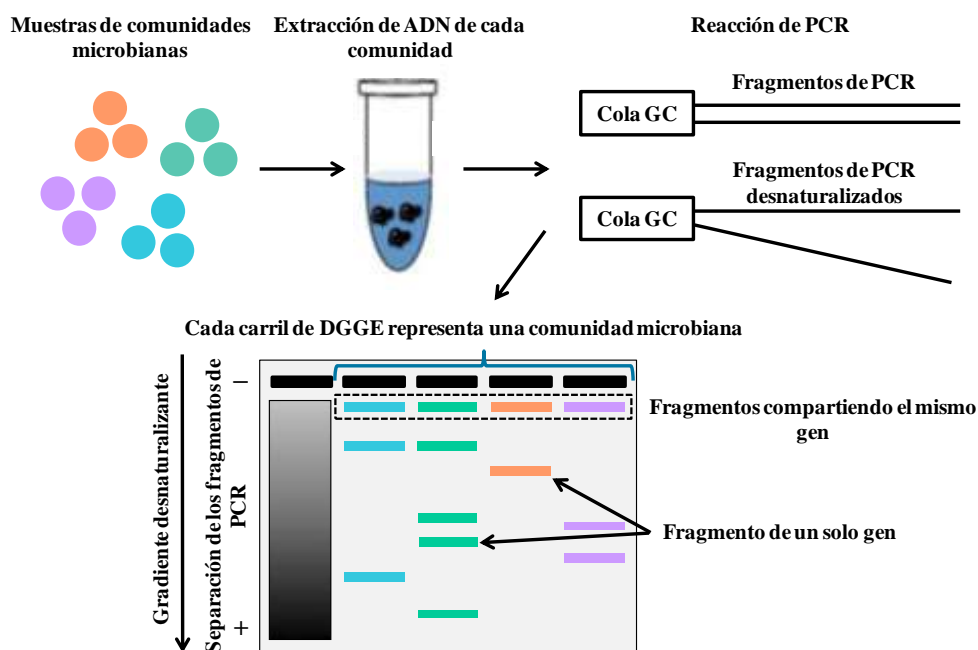 Muestras de comunidades
microbianas
Extracción de ADN de cada
comunidad
Reacción de PCR
Fragmentos de PCR
Cola GC
Fragmentos de PCR
desnaturalizados
Cola GC
Cada carril de DGGE representa una comunidad microbiana
Gradiente desnaturalizante
Separación de los fragmentos de
PCR
–
+
Fragmentos compartiendo el mismo
gen
Fragmento de un solo gen